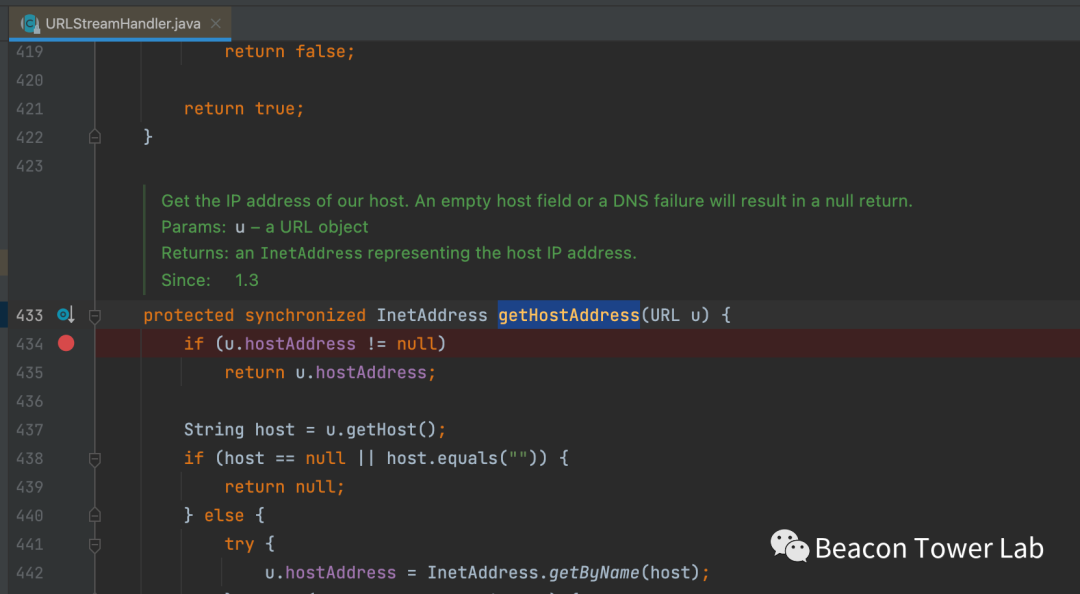 URLStreamHandler.java
419 return false;
420
421 return true;
422 }
423
Get the IP address of our host. An empty host field or a DNS failure will result in a null return.
Params: u – a URL object
Returns: an InetAddress representing the host IP address.
Since: 1.3
433 protected synchronized InetAddress getHostAddress(URL u) {
434 if (u.hostAddress != null)
435 return u.hostAddress;
436
437 String host = u.getHost();
438 if (host == null || host.equals("")) {
439 return null;
440 } else {
441 try {
442 u.hostAddress = InetAddress.getByName(host);
Beacon Tower Lab